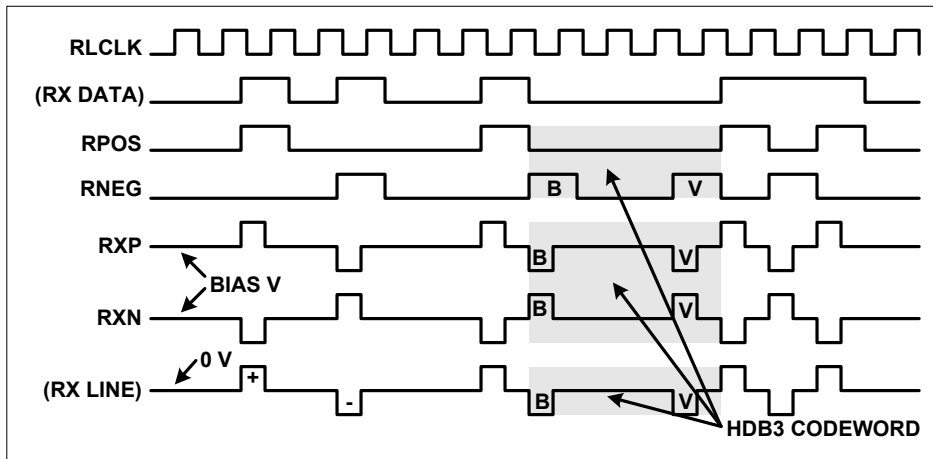 RLCLK
(RX DATA)
RPOS
RNEG
B
V
RXP
B
V
BIAS V
RXN
B
V
0 V
(RX LINE)
+
-
B
V
HDB3 CODEWORD